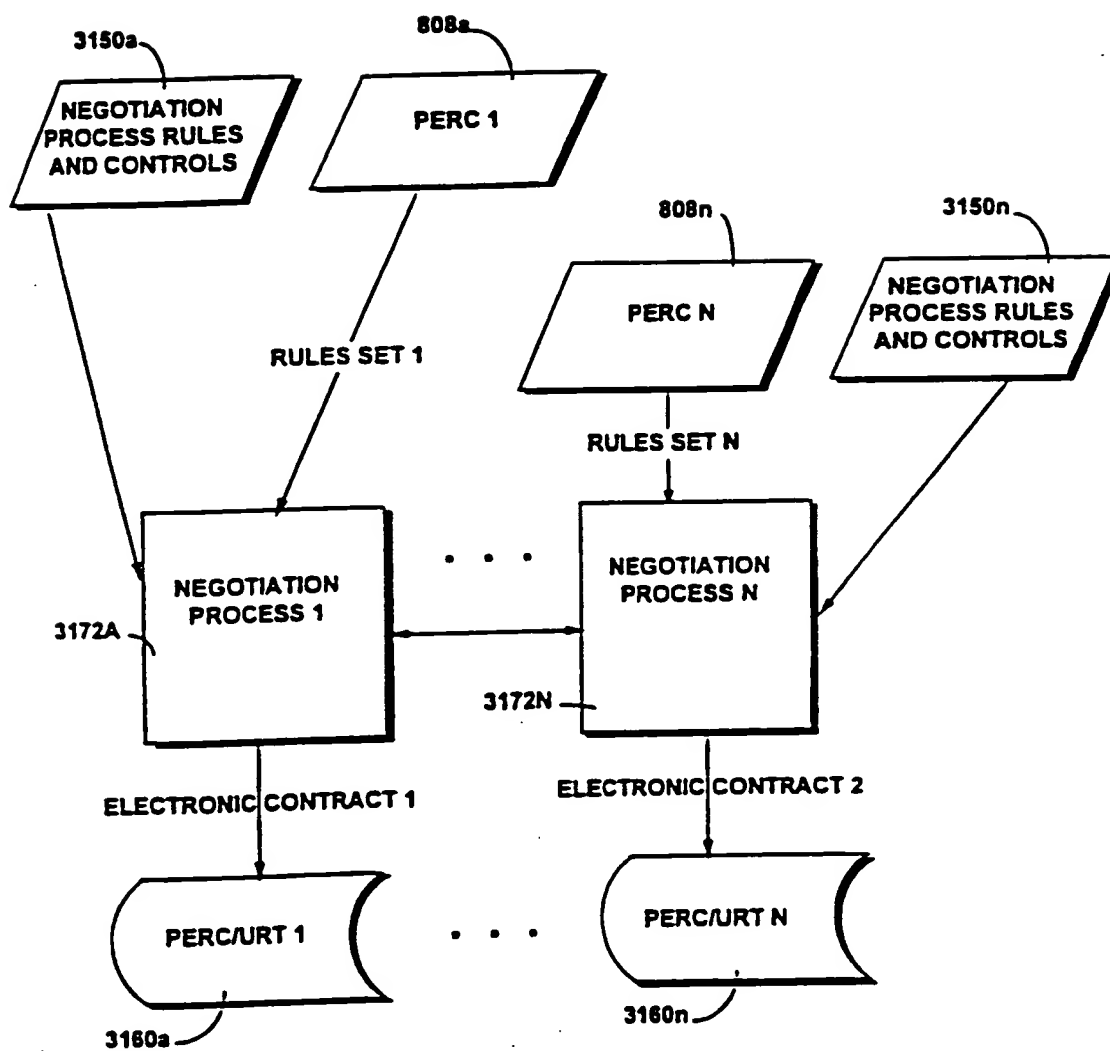 3150a
808a
NEGOTIATION
PROCESS RULES
AND CONTROLS
PERC 1
808n
3150n
PERC N
NEGOTIATION
PROCESS RULES
AND CONTROLS
RULES SET 1
RULES SET N
NEGOTIATION
PROCESS 1
. . .
NEGOTIATION
PROCESS N
3172A
3172N
ELECTRONIC CONTRACT 1
ELECTRONIC CONTRACT 2
PERC/URT 1
. . .
PERC/URT N
3160a
3160n